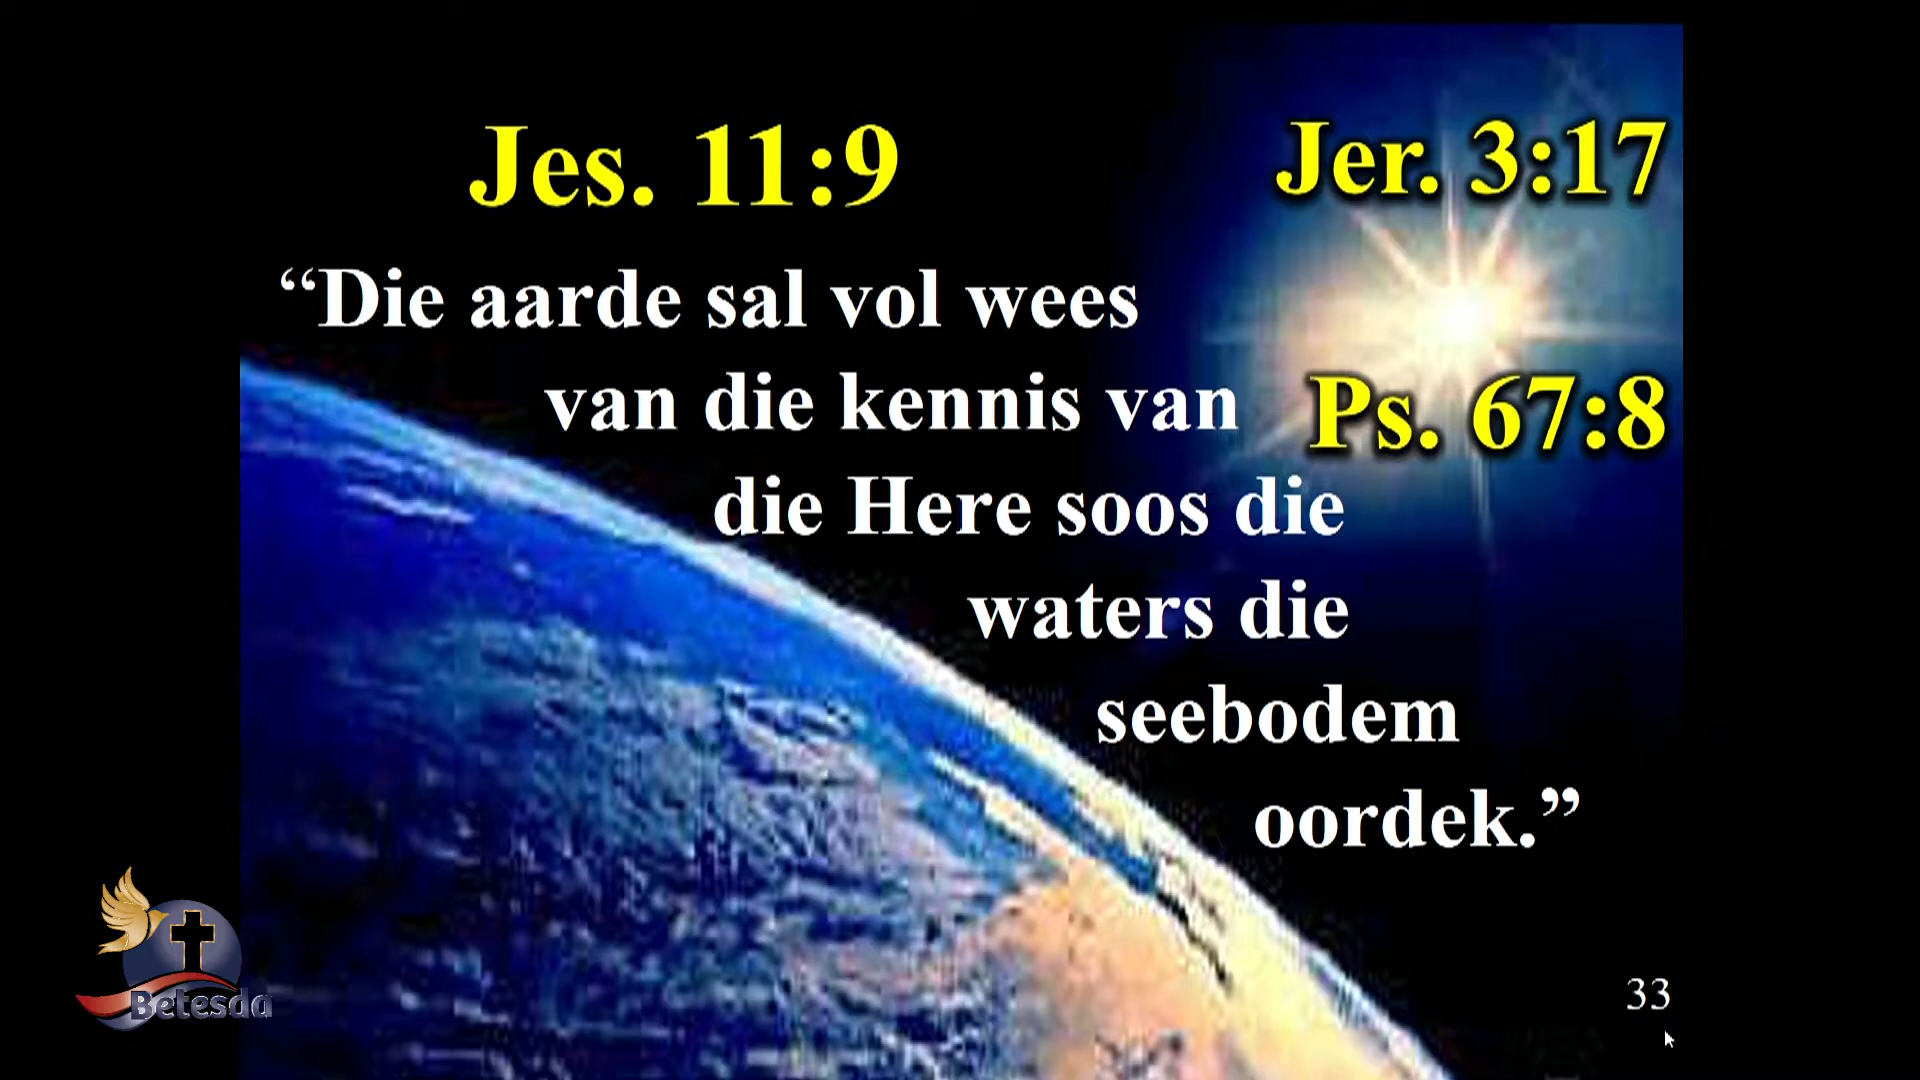 Jes. 11:9
Jer. 3:17
“Die aarde sal vol wees
van die kennis van
Ps. 67:8
die Here soos die
waters die
seebodem
oordek.”
Betesda
33